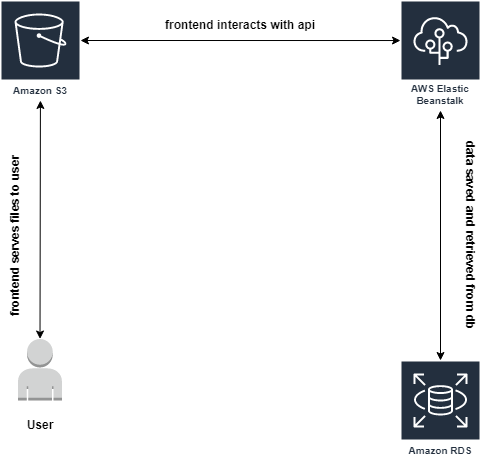 frontend interacts with api
Amazon S3
AWS Elastic
Beanstalk
frontend serves files to user
data saved and retrieved from db
User
Amazon RDS